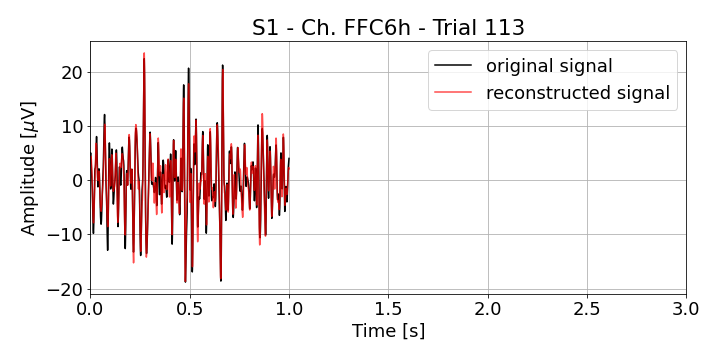 S1 - Ch. FFC6h - Trial 113
original signal
reconstructed signal
Amplitude [μV]
20
10
0
−10
−20
0.0 0.5 1.0 1.5 2.0 2.5 3.0
Time [s]